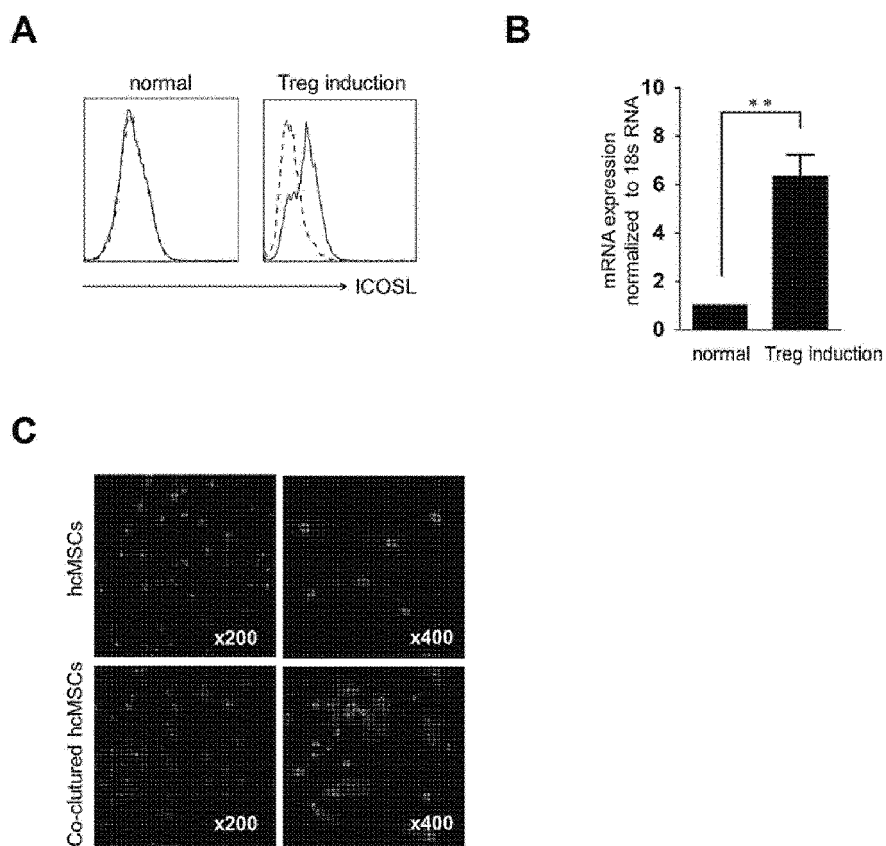 A
normal
Treg induction
ICOSL
B
mRNA expression
normalized to 18s RNA
10
8
6
4
2
0
**
normal
Treg induction
C
hcMSCs
x200
x400
Co-clutured hcMSCs
x200
x400